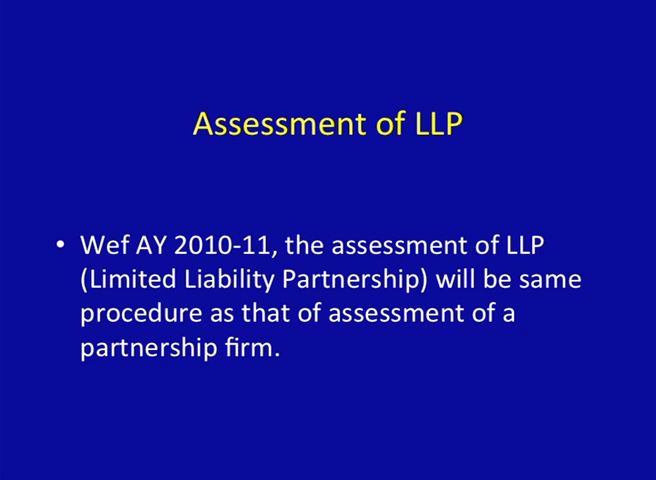 Assessment of LLP
• Wef AY 2010-11, the assessment of LLP
(Limited Liability Partnership) will be same
procedure as that of assessment of a
partnership firm.